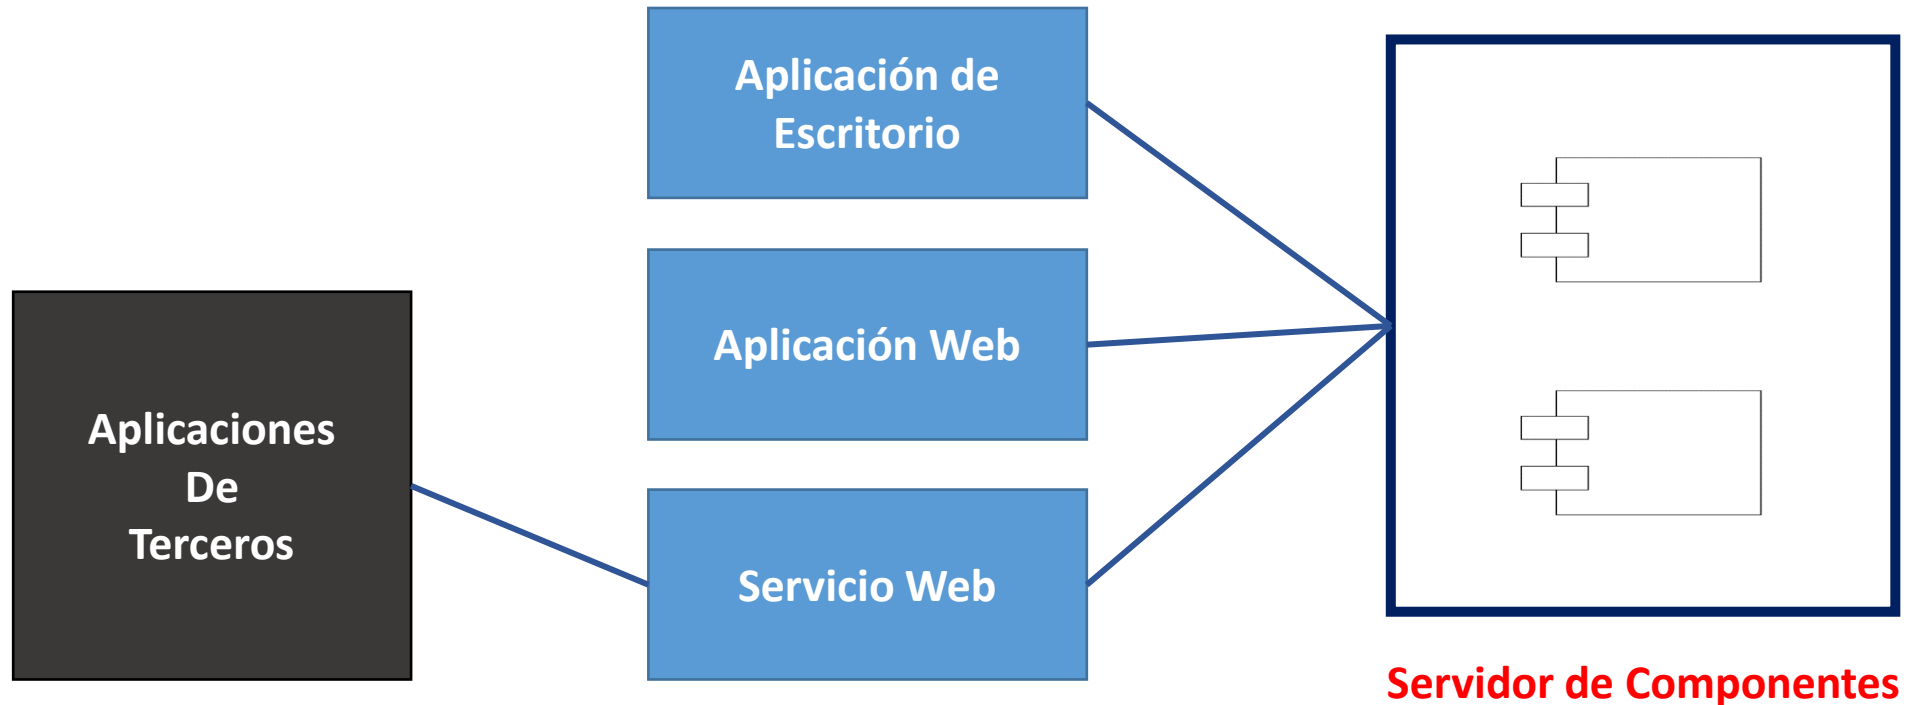 Aplicación de
Escritorio
Aplicación Web
Aplicaciones
De
Terceros
Servicio Web
Servidor de Componentes